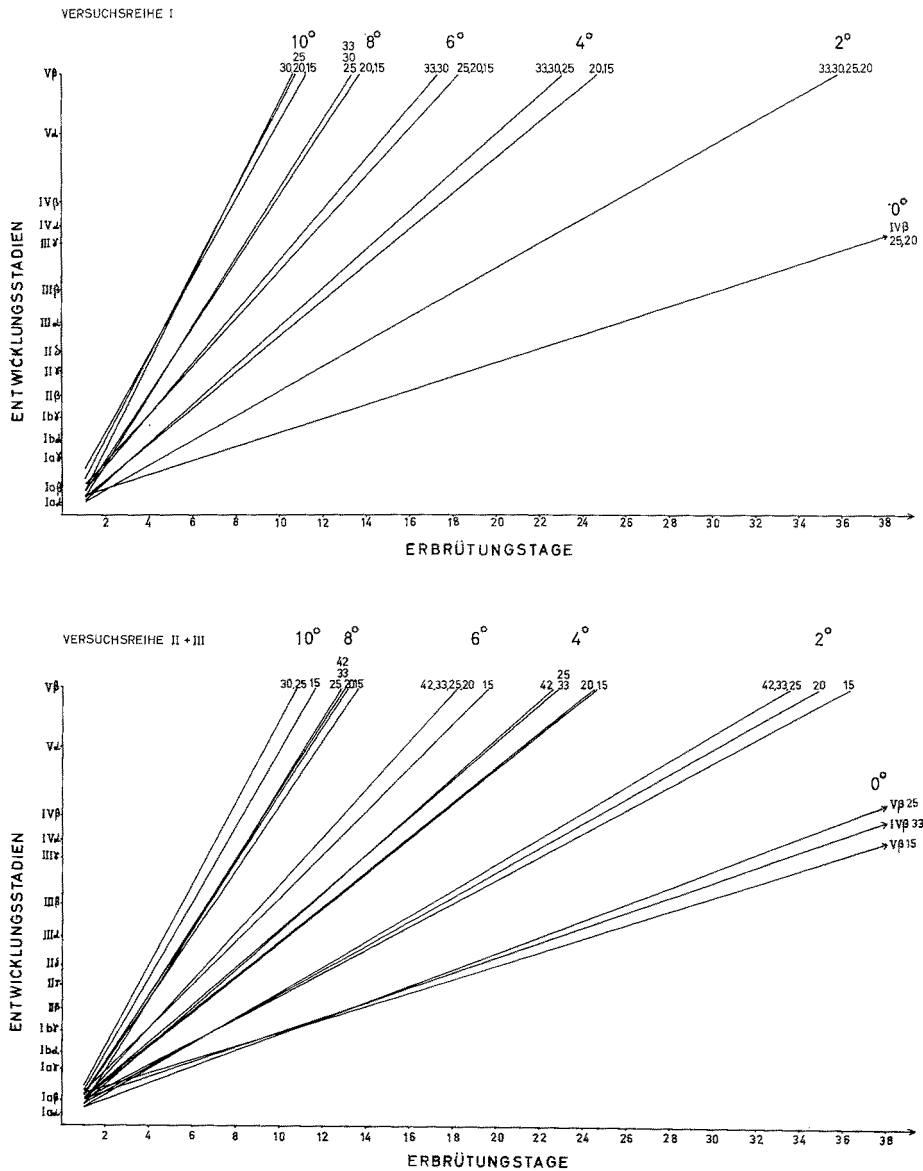 VERSUCHSREIHE I
10° 8° 6° 4° 2°
33
25 30
30,20,15 25 20,15 33,30 25,20,15 33,30,25 20,15 33,30,25,20
Vβ
Vα
IVβ
IVα
IIIγ
IIIβ
IIIα
IIδ
IIγ
IIβ
Ibγ
Ibα
Iaγ
Iaβ
Iaα
0°
IVβ
25,20
ENTWICKLUNGSSTADIEN
2 4 6 8 10 12 14 16 18 20 22 24 26 28 30 32 34 36 38
ERBRÜTUNGSTAGE
VERSUCHSREIHE II + III
10° 8° 6° 4° 2°
42
33 25
30,25 15 25 20 15 42,33,25,20 15 42 33 20,15 42,33,25 20 15
Vβ
Vα
IVβ
IVα
IIIγ
IIIβ
IIIα
IIδ
IIγ
IIβ
Ibγ
Ibα
Iaγ
Iaβ
Iaα
0°
Vβ 25
IVβ 33
Vβ 15
ENTWICKLUNGSSTADIEN
2 4 6 8 10 12 14 16 18 20 22 24 26 28 30 32 34 36 38
ERBRÜTUNGSTAGE